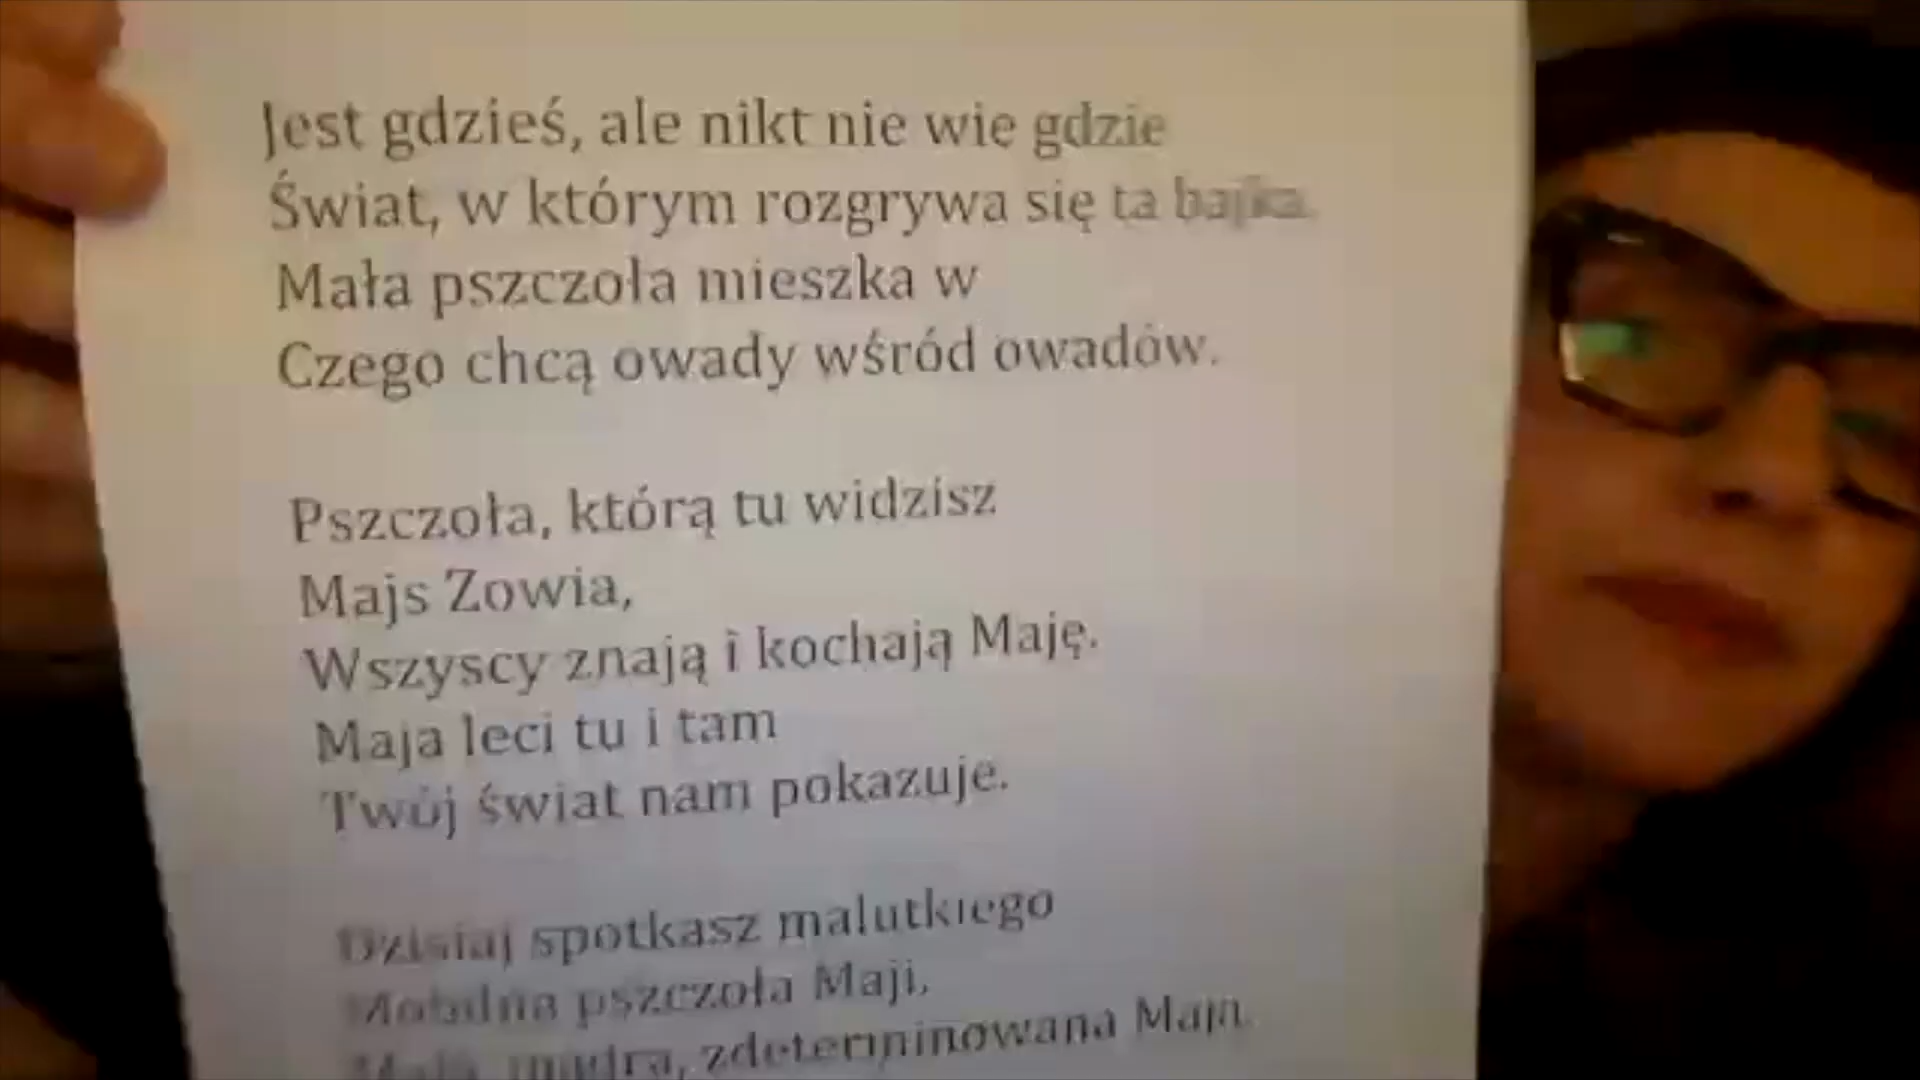 Jest gdzieś, ale nikt nie wie gdzie
Świat, w którym rozgrywa się ta bajka.
Mała pszczoła mieszka w
Czego chcą owady wśród owadów.
Pszczoła, którą tu widzisz
Majs Zowia,
Wszyscy znają i kochają Maję.
Maja leci tu i tam
Twój świat nam pokazuje.
Dzisiaj spotkasz malutkiego
pszczoła Maji,
zdeterminowana Maja.